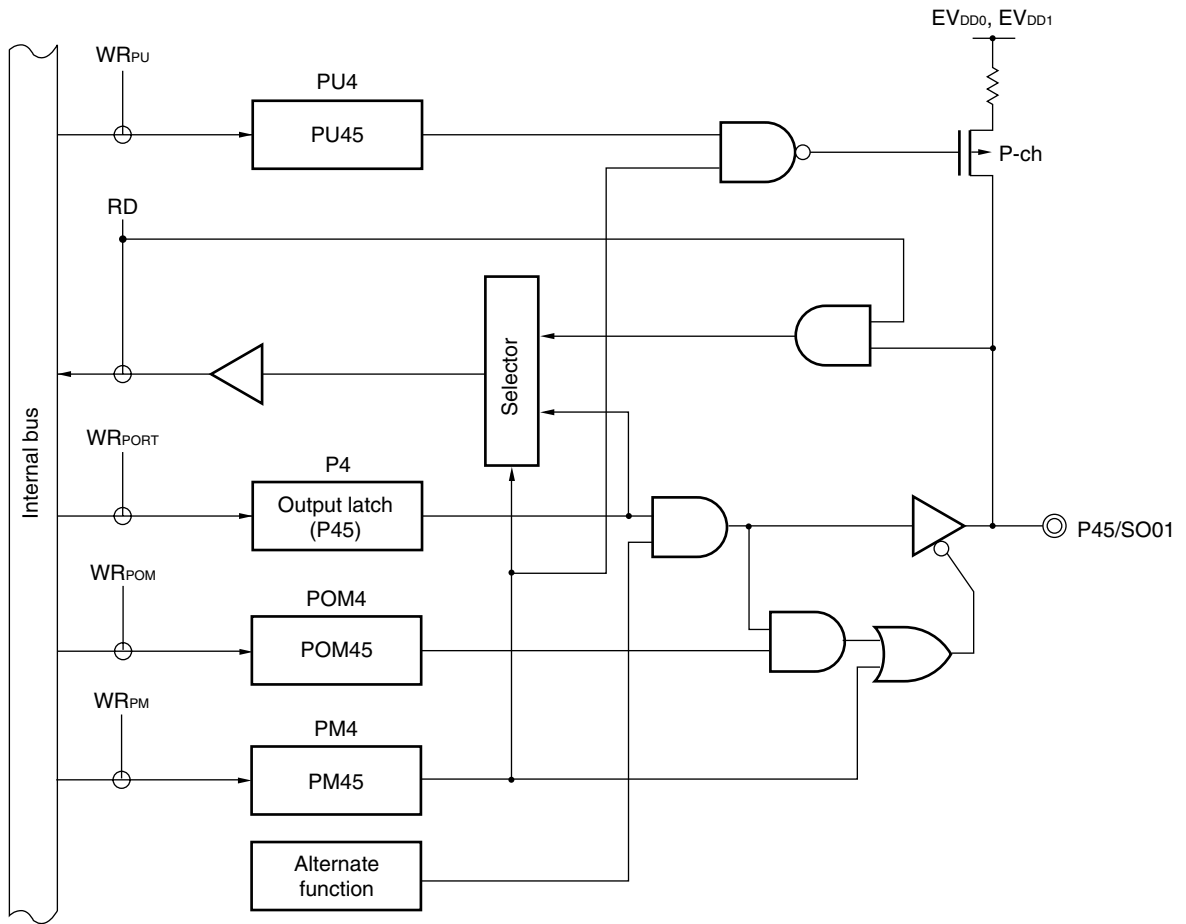 EVDD0, EVDD1
WRPU
PU4
PU45
P-ch
RD
Selector
Internal bus
WRPORT
P4
Output latch
(P45)
P45/SO01
WRPOM
POM4
POM45
WRPM
PM4
PM45
Alternate
function